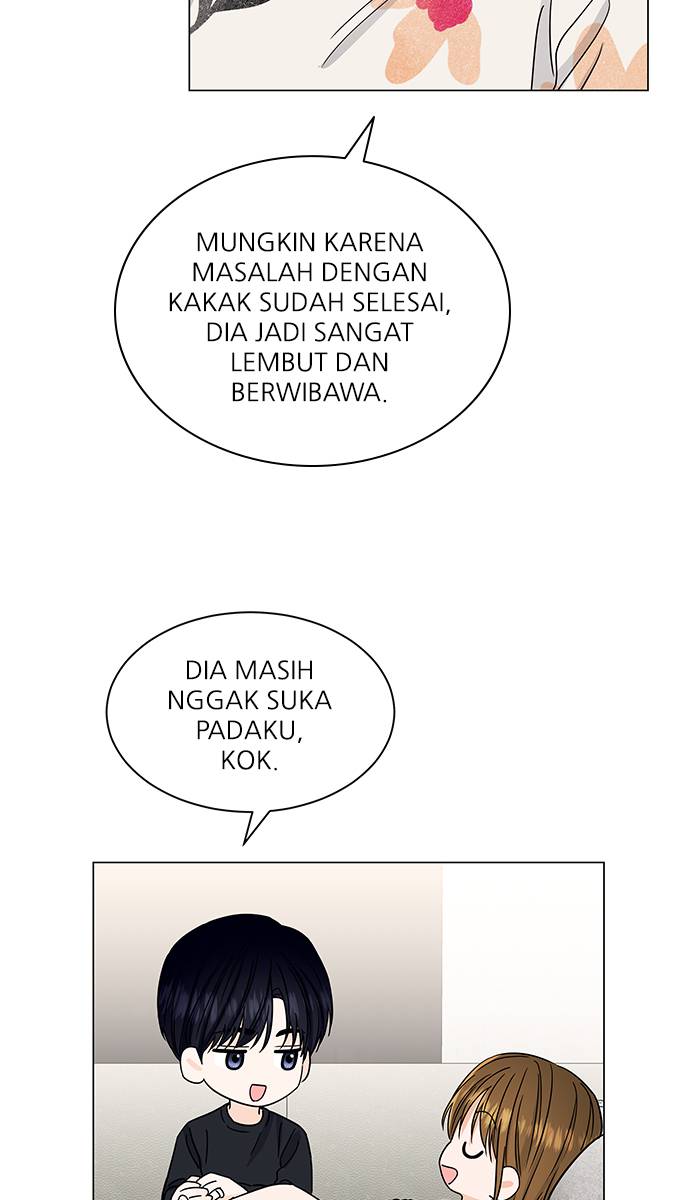 MUNGKIN KARENA
MASALAH DENGAN
KAKAK SUDAH SELESAI,
DIA JADI SANGAT
LEMBUT DAN
BERWIBAWA.
DIA MASIH
NGGAK SUKA
PADAKU,
KOK.